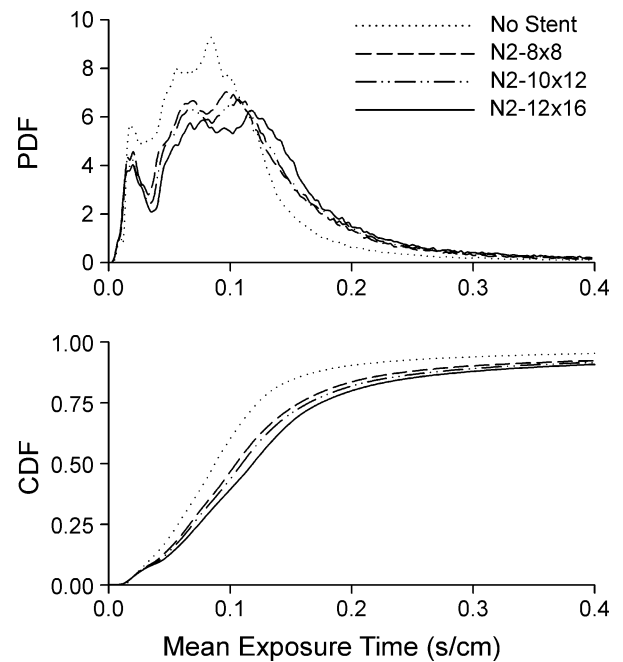 10
8
6
4
2
0
PDF
No Stent
N2-8x8
N2-10x12
N2-12x16
0.0 0.1 0.2 0.3 0.4
1.00
0.75
0.50
0.25
0.00
CDF
0.0 0.1 0.2 0.3 0.4
Mean Exposure Time (s/cm)